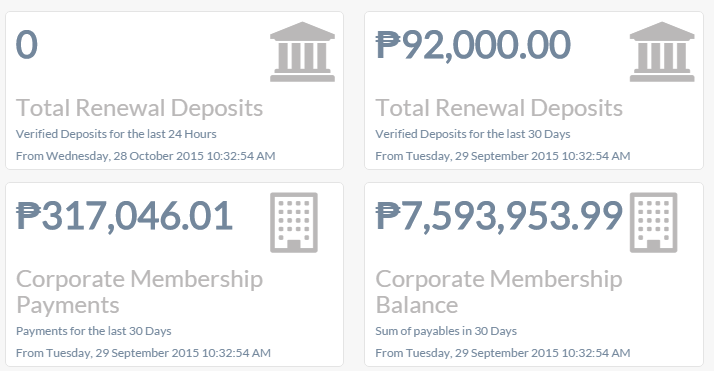 0
Total Renewal Deposits
Verified Deposits for the last 24 Hours
From Wednesday, 28 October 2015 10:32:54 AM
₱92,000.00
Total Renewal Deposits
Verified Deposits for the last 30 Days
From Tuesday, 29 September 2015 10:32:54 AM
₱317,046.01
Corporate Membership
Payments
Payments for the last 30 Days
From Tuesday, 29 September 2015 10:32:54 AM
₱7,593,953.99
Corporate Membership
Balance
Sum of payables in 30 Days
From Tuesday, 29 September 2015 10:32:54 AM